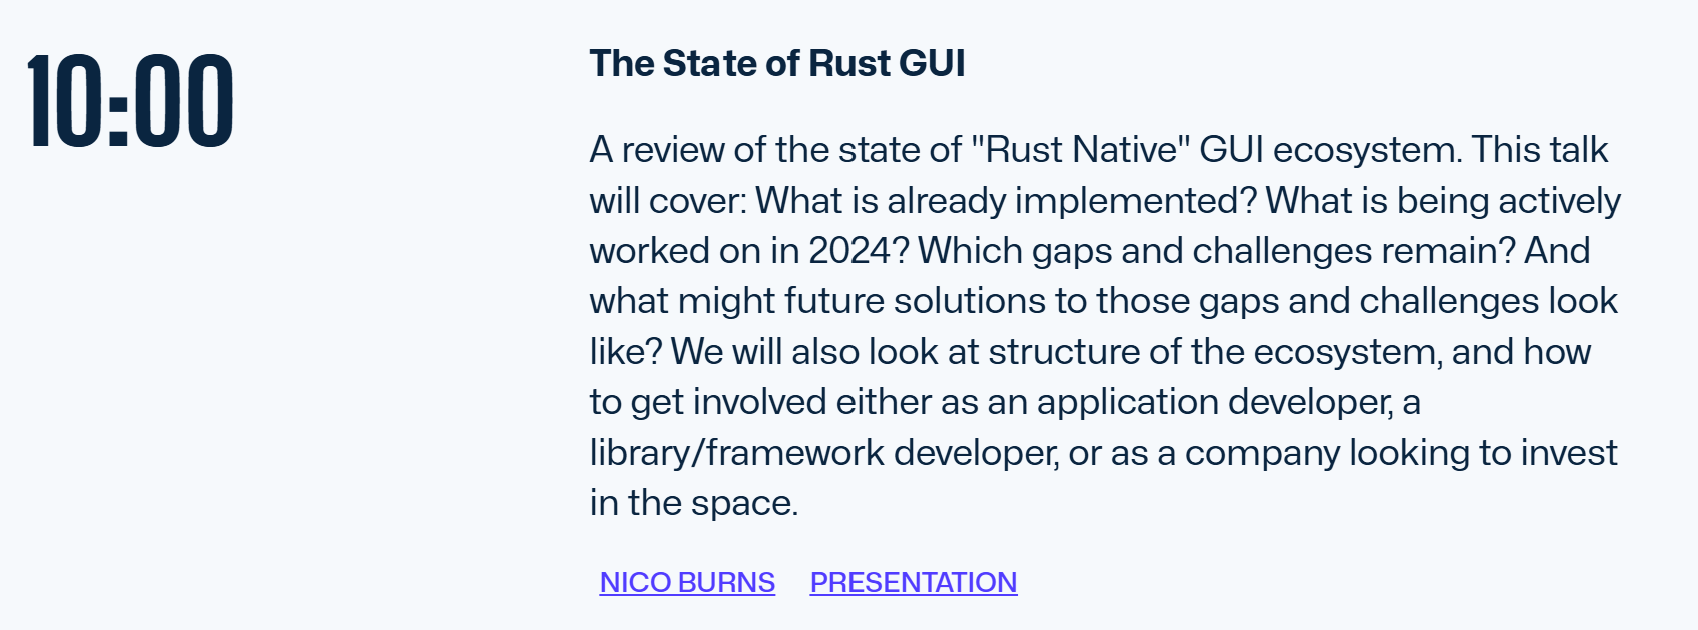 10:00
The State of Rust GUI
A review of the state of "Rust Native" GUI ecosystem. This talk
will cover: What is already implemented? What is being actively
worked on in 2024? Which gaps and challenges remain? And
what might future solutions to those gaps and challenges look
like? We will also look at structure of the ecosystem, and how
to get involved either as an application developer, a
library/framework developer, or as a company looking to invest
in the space.
NICO BURNS PRESENTATION